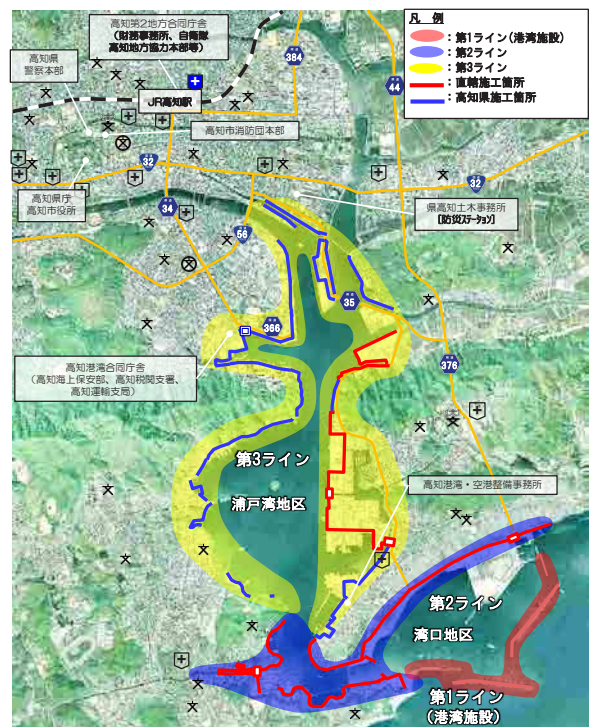 凡 例
：第1ライン(港湾施設)
：第2ライン
：第3ライン
：直轄施工箇所
：高知県施工箇所
高知第2地方合同庁舎
(財務事務所、自衛隊
高知地方協力本部等)
高知県
警察本部
JR高知駅
384
44
高知市消防団本部
32
32
高知県庁
高知市役所
34
県高知土木事務所
[防災ステーション]
56
35
366
376
高知港湾合同庁舎
(高知海上保安部、高知税関支署、
高知運輸支局)
第3ライン
浦戸湾地区
高知港湾・空港整備事務所
第2ライン
湾口地区
第1ライン
(港湾施設)